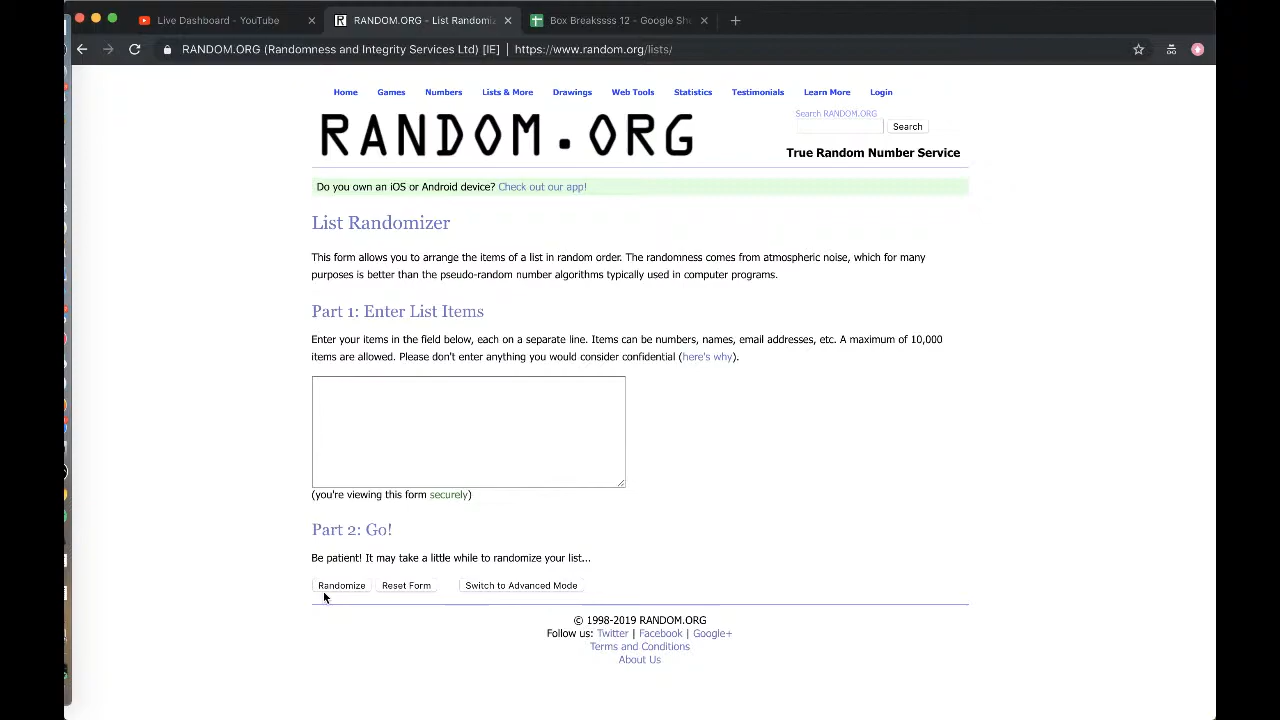 Live Dashboard - YouTube
RANDOM.ORG - List Randomiz
Box Breakssss 12 - Google Sh
RANDOM.ORG (Randomness and Integrity Services Ltd) [IE] | https://www.random.org/lists/
Home Games Numbers Lists & More Drawings Web Tools Statistics Testimonials Learn More Login
RANDOM.ORG
Search RANDOM.ORG
Search
True Random Number Service
Do you own an iOS or Android device? Check out our app!
List Randomizer
This form allows you to arrange the items of a list in random order. The randomness comes from atmospheric noise, which for many
purposes is better than the pseudo-random number algorithms typically used in computer programs.
Part 1: Enter List Items
Enter your items in the field below, each on a separate line. Items can be numbers, names, email addresses, etc. A maximum of 10,000
items are allowed. Please don't enter anything you would consider confidential (here's why).
(you're viewing this form securely)
Part 2: Go!
Be patient! It may take a little while to randomize your list...
Randomize Reset Form Switch to Advanced Mode
© 1998-2019 RANDOM.ORG
Follow us: Twitter | Facebook | Google+
Terms and Conditions
About Us